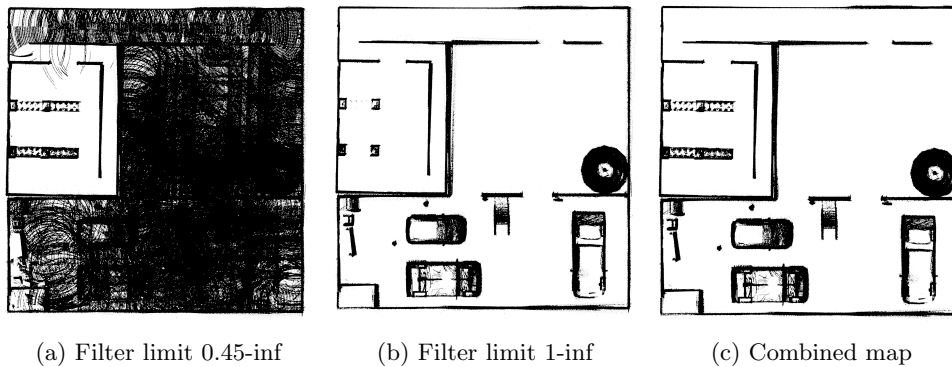 (a) Filter limit 0.45-inf
(b) Filter limit 1-inf
(c) Combined map